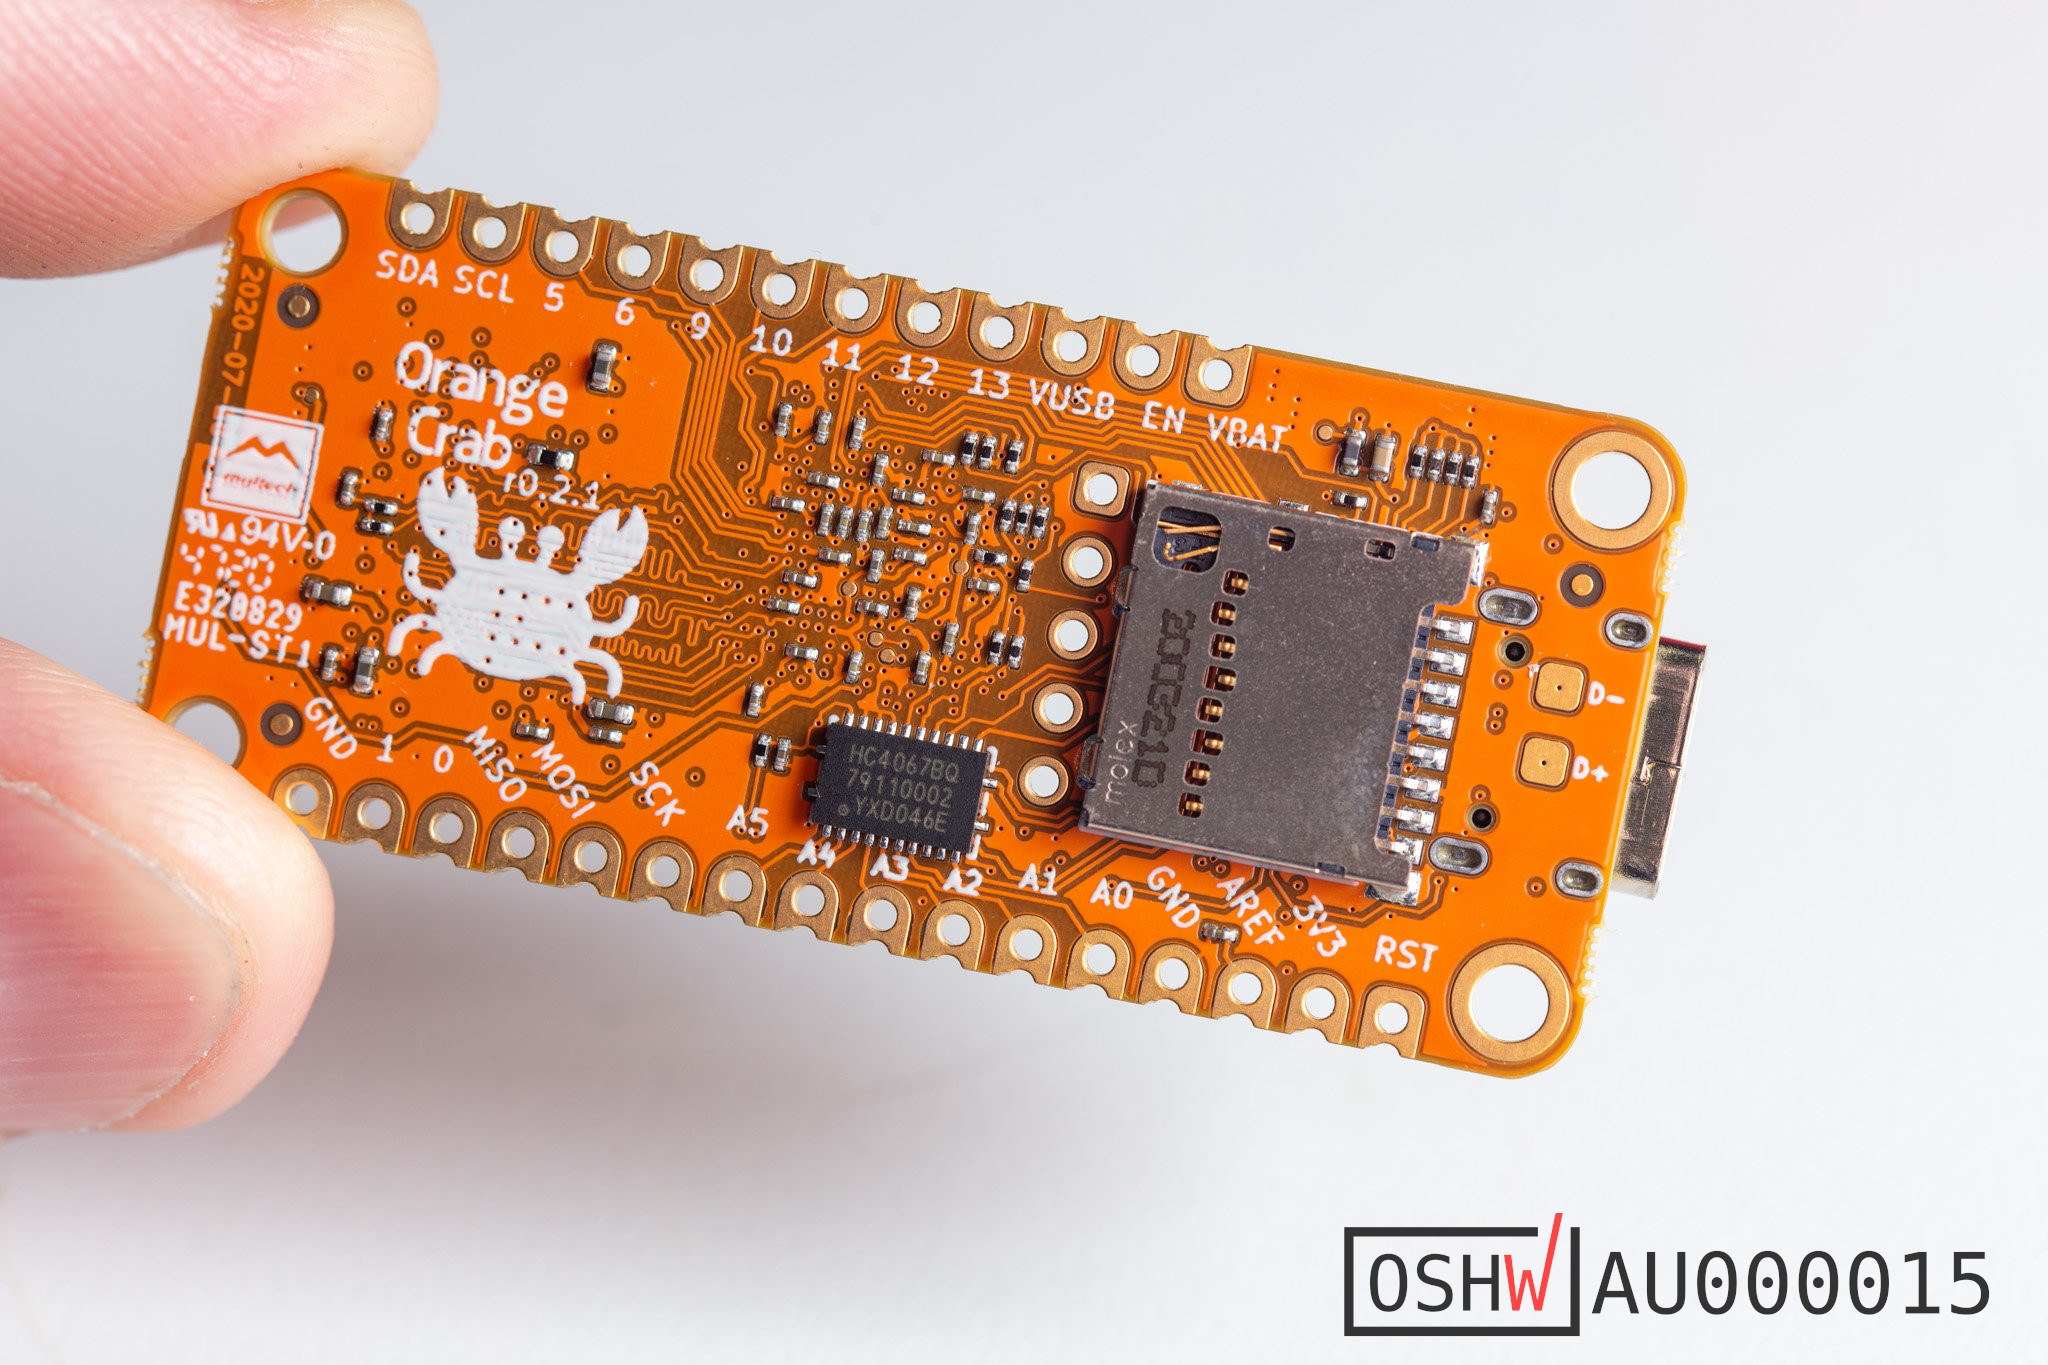 SDA SCL 5 6 9 10 11 12 13 VUSB EN VBAT
2020-07-
Orange
Crab
r0.2.1
multech
94V-0
E320829
MUL-ST1
GND 1 0 MISO MOSI SCK A5 A4 A3 A2 A1 A0 GND AREF 3V3 RST
HC4067BQ
79110002
YXD046E
molex
D-
D+
OSHW AU000015